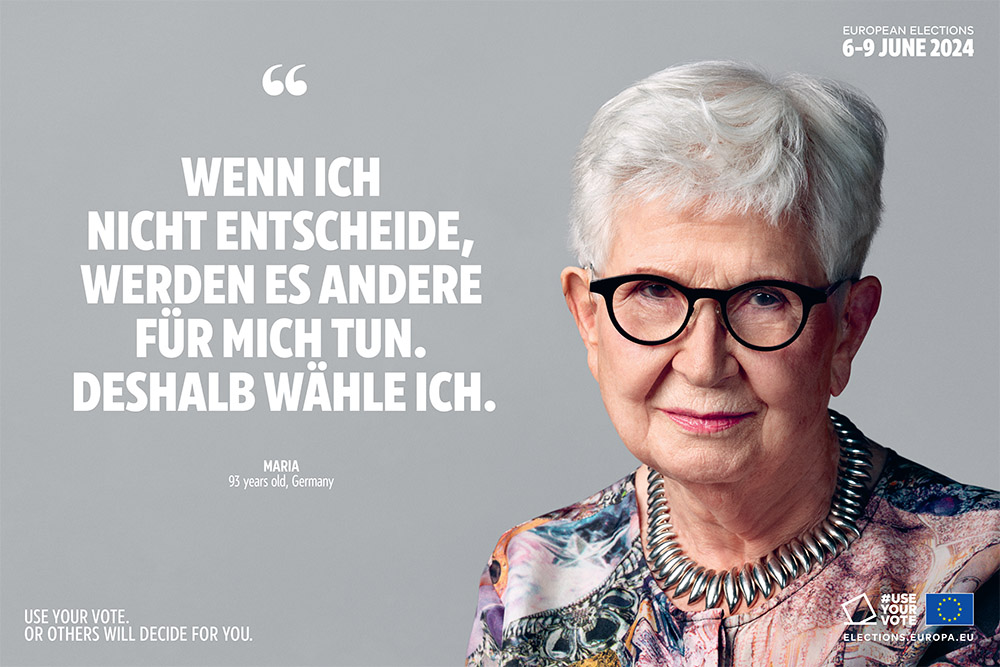 EUROPEAN ELECTIONS
6–9 JUNE 2024
“
WENN ICH
NICHT ENTSCHEIDE,
WERDEN ES ANDERE
FÜR MICH TUN.
DESHALB WÄHLE ICH.
MARIA
93 years old, Germany
USE YOUR VOTE.
OR OTHERS WILL DECIDE FOR YOU.
#USE
YOUR
VOTE
ELECTIONS.EUROPA.EU